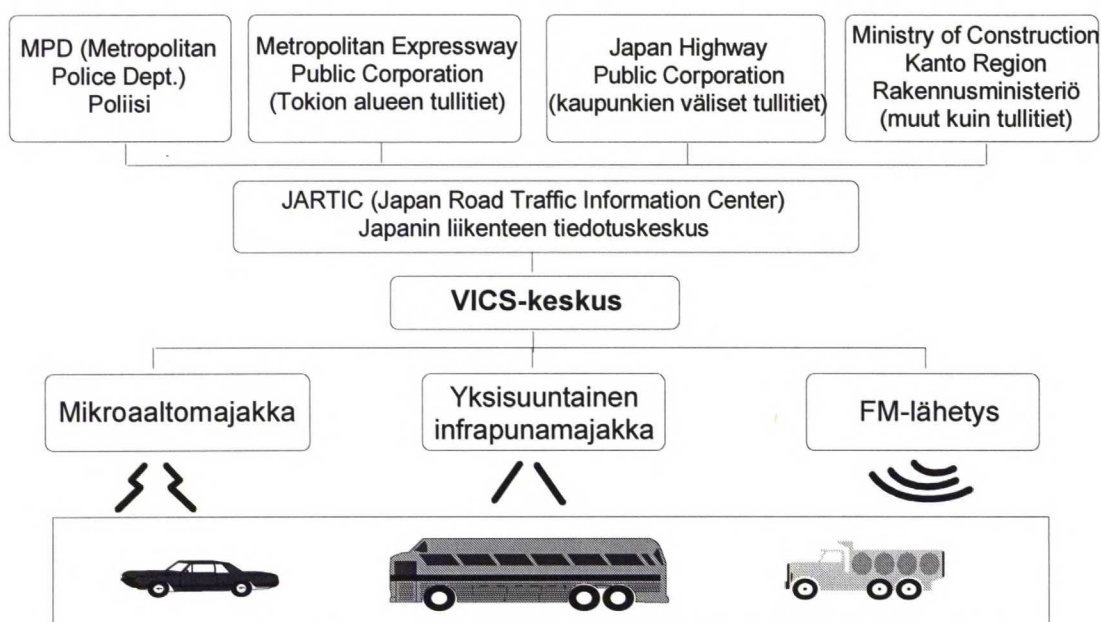 MPD (Metropolitan
Police Dept.)
Poliisi
Metropolitan Expressway
Public Corporation
(Tokion alueen tullitiet)
Japan Highway
Public Corporation
(kaupunkien väliset tullitiet)
Ministry of Construction
Kanto Region
Rakennusministeriö
(muut kuin tullitiet)
JARTIC (Japan Road Traffic Information Center)
Japanin liikenteen tiedotuskeskus
VICS-keskus
Mikroaaltomajakka
Yksisuuntainen
infrapunamajakka
FM-lähetys